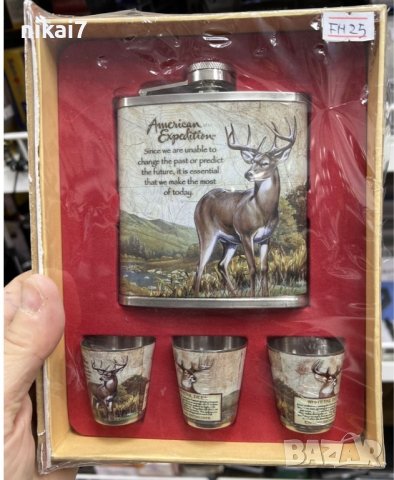 nikai7
FH25
American
Expedition
Since we are unable to
change the past or predict
the future, it is essential
that we make the most
of today.
BAZAR